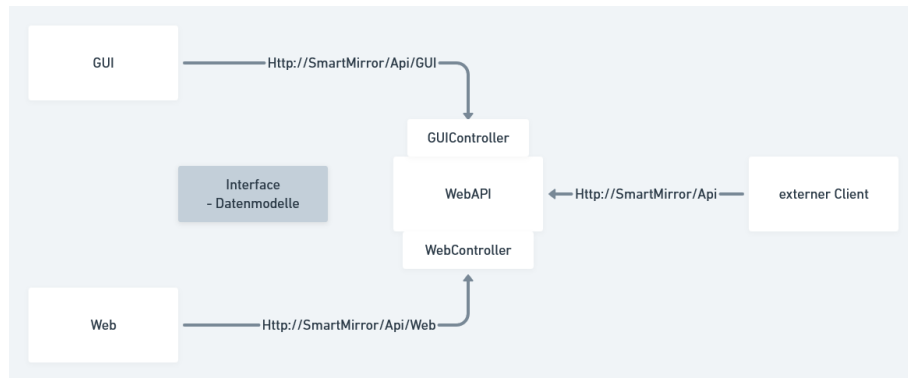 GUI
Http://SmartMirror/Api/GUI
GUIController
Interface
- Datenmodelle
WebAPI
Http://SmartMirror/Api
externer Client
WebController
Web
Http://SmartMirror/Api/Web